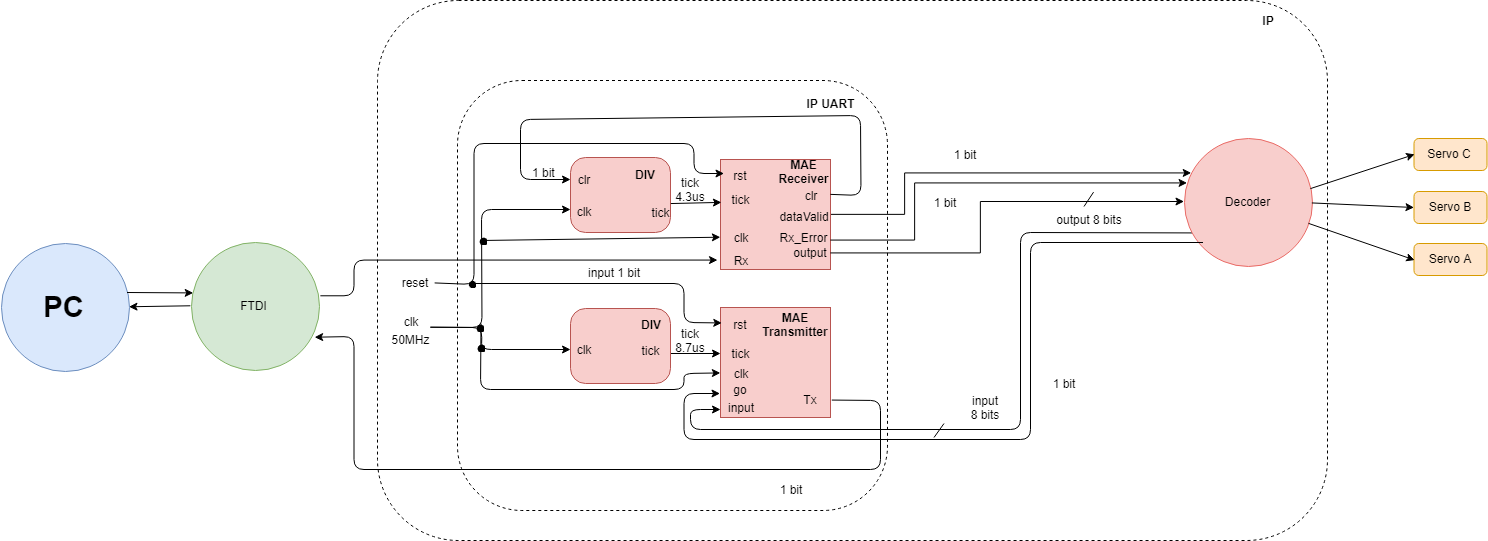 IP
IP UART
PC
FTDI
reset
clk
50MHz
1 bit
clr
DIV
clk
tick
tick
4.3us
MAE
Receiver
rst
tick
clr
dataValid
clk
Rx_Error
output
Rx
input 1 bit
DIV
clk
tick
tick
8.7us
MAE
Transmitter
rst
tick
clk
go
input
Tx
1 bit
1 bit
output 8 bits
input
8 bits
1 bit
1 bit
Decoder
Servo C
Servo B
Servo A